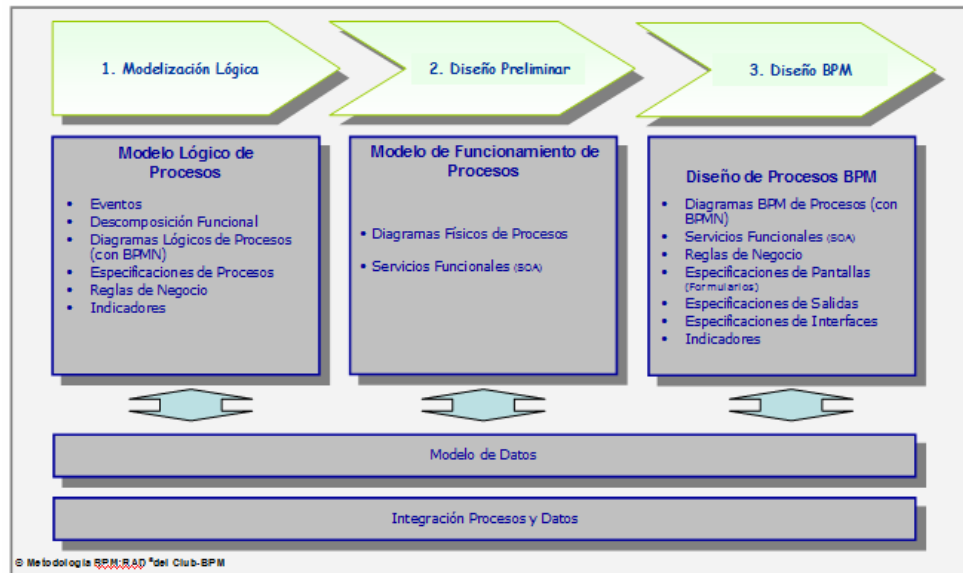 1. Modelización Lógica
2. Diseño Preliminar
3. Diseño BPM
Modelo Lógico de
Procesos
• Eventos
• Descomposición Funcional
• Diagramas Lógicos de Procesos
(con BPMN)
• Especificaciones de Procesos
• Reglas de Negocio
• Indicadores
Modelo de Funcionamiento de
Procesos
• Diagramas Físicos de Procesos
• Servicios Funcionales (SOA)
Diseño de Procesos BPM
• Diagramas BPM de Procesos (con
BPMN)
• Servicios Funcionales (SOA)
• Reglas de Negocio
• Especificaciones de Pantallas
(Formularios)
• Especificaciones de Salidas
• Especificaciones de Interfaces
• Indicadores
Modelo de Datos
Integración Procesos y Datos
© Metodología BPM:RAD ® del Club-BPM